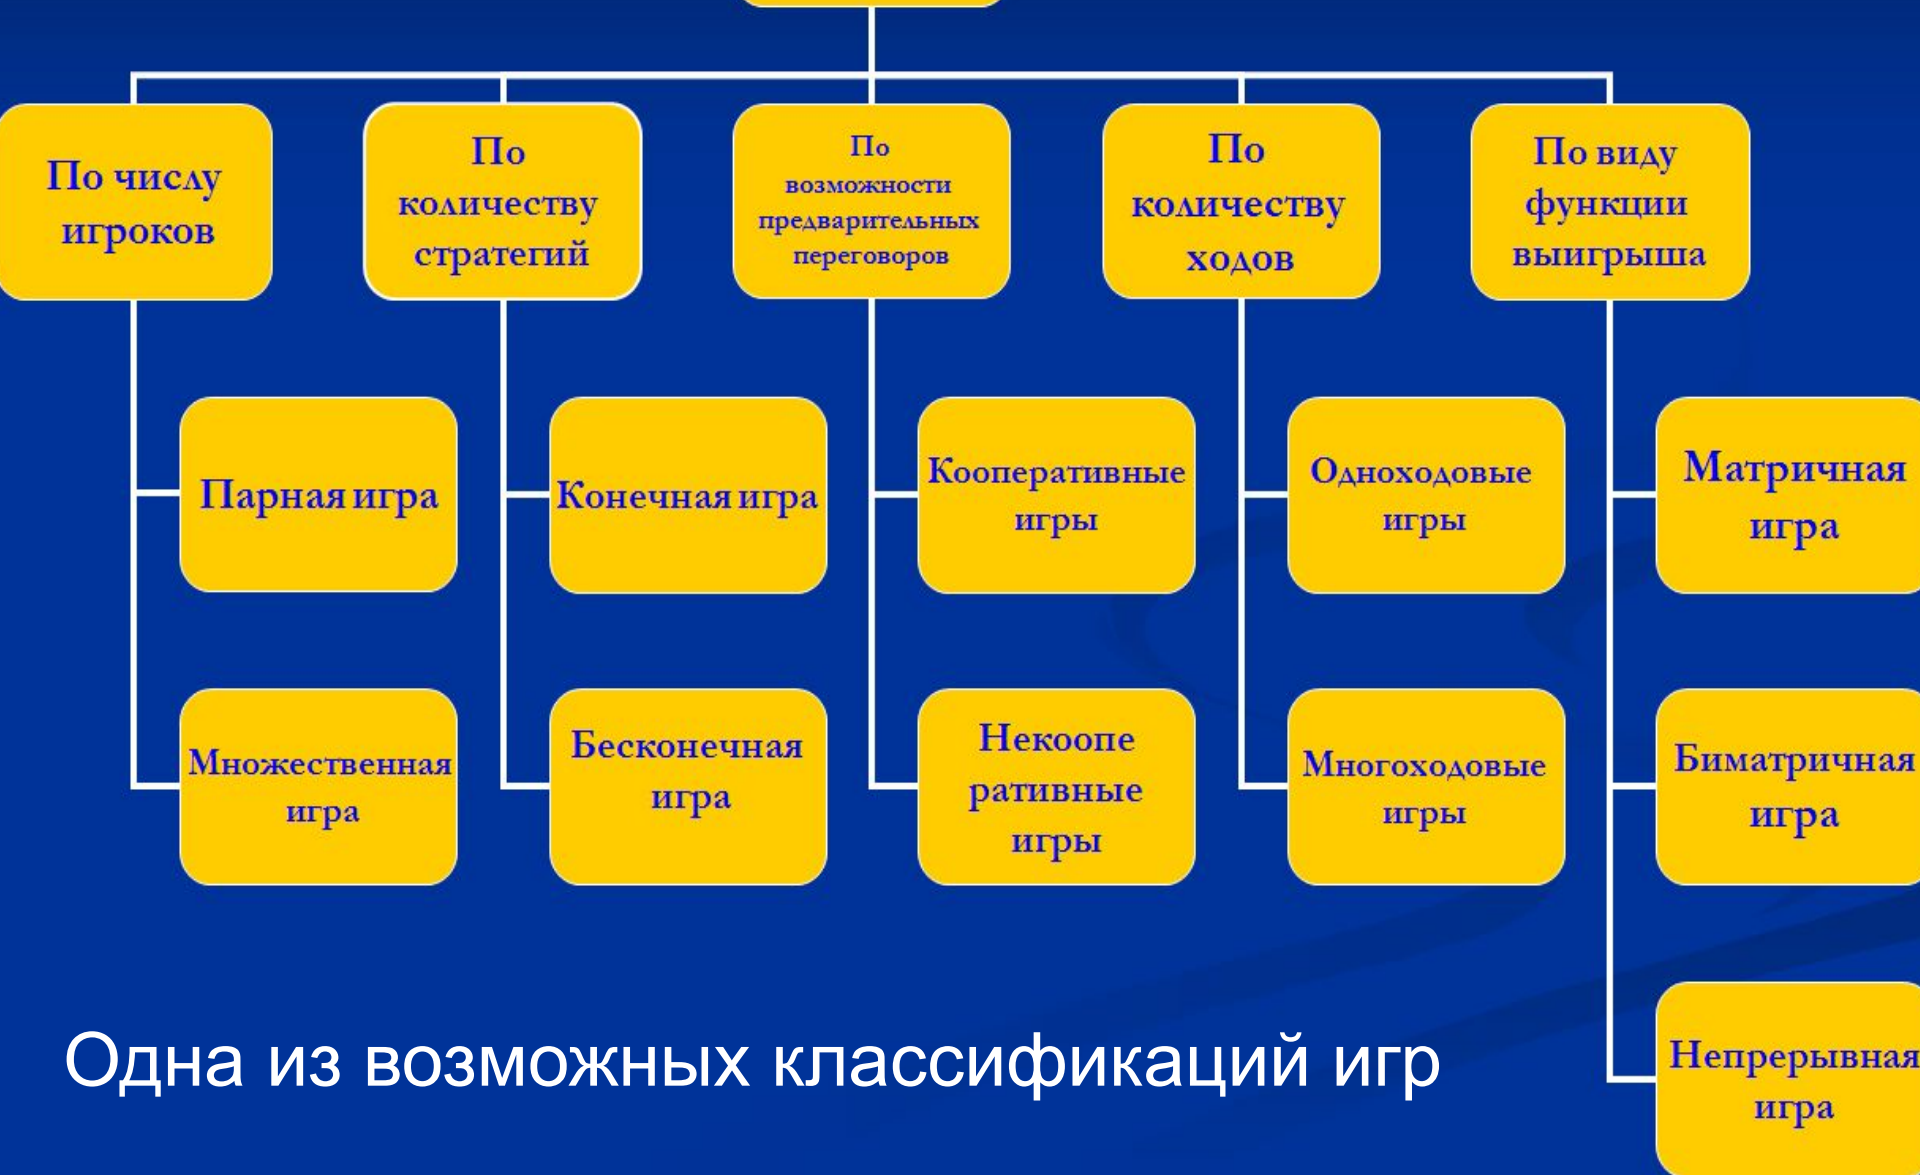 По числу
игроков
По
количеству
стратегий
По
возможности
предварительных
переговоров
По
количеству
ходов
По виду
функции
выигрыша
Парная игра
Конечная игра
Кооперативные
игры
Одноходовые
игры
Матричная
игра
Множественная
игра
Бесконечная
игра
Некоопе
ративные
игры
Многоходовые
игры
Биматричная
игра
Непрерывная
игра
Одна из возможных классификаций игр